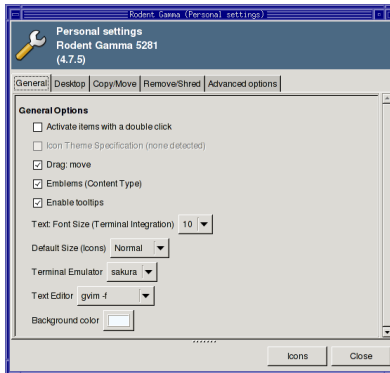 Rodent Gamma (Personal settings)
Personal settings
Rodent Gamma 5281
(4.7.5)
General Desktop Copy/Move Remove/Shred Advanced options
General Options
Activate items with a double click
Icon Theme Specification (none detected)
Drag: move
Emblems (Content Type)
Enable tooltips
Text: Font Size (Terminal Integration) 10
Default Size (Icons) Normal
Terminal Emulator sakura
Text Editor gvim -f
Background color
Icons Close